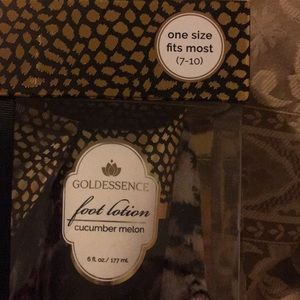 one size
fits most
(7-10)
GOLDESSENCE
foot lotion
cucumber melon
6 fl. oz./ 177 mL